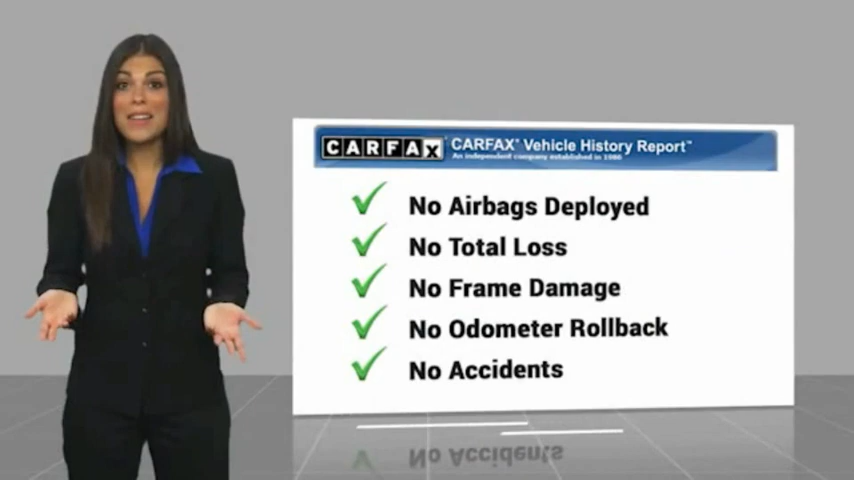 CARFAX CARFAX® Vehicle History Report™
An independent company established in 1986
No Airbags Deployed
No Total Loss
No Frame Damage
No Odometer Rollback
No Accidents
No Accidents